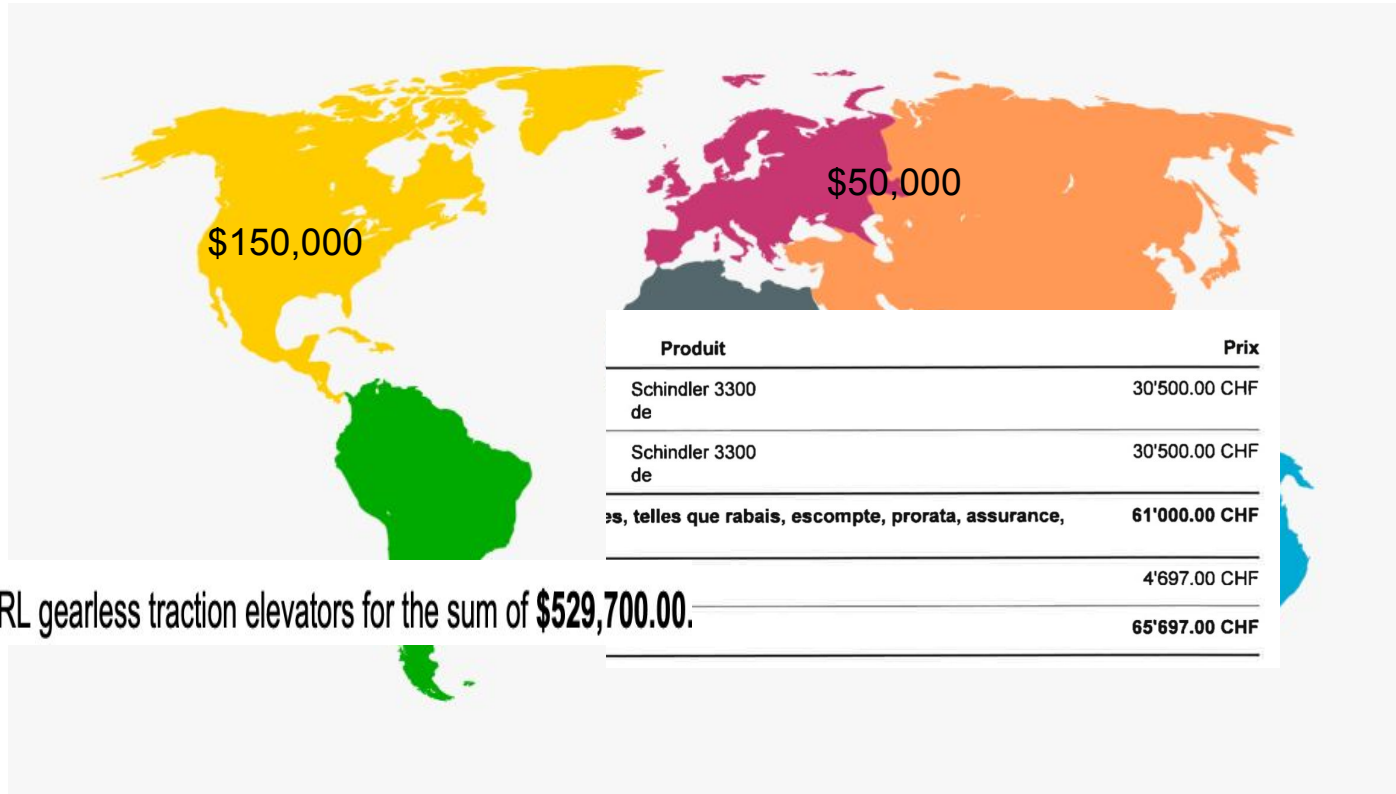 $50,000
$150,000
Produit Prix
Schindler 3300 30'500.00 CHF
de
Schindler 3300 30'500.00 CHF
de
es, telles que rabais, escompte, prorata, assurance, 61'000.00 CHF
4'697.00 CHF
RL gearless traction elevators for the sum of $529,700.00.
65'697.00 CHF